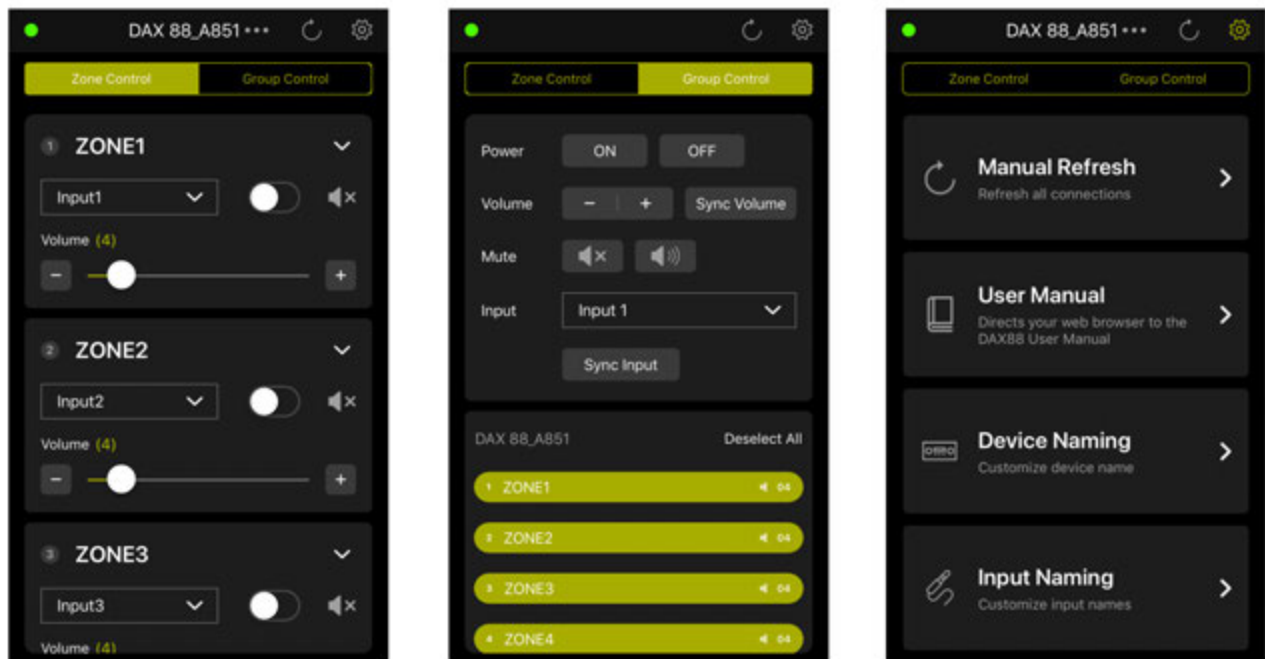 DAX 88_A851 •••
Zone Control Group Control
1 ZONE1
Input1
Volume (4)
− +
2 ZONE2
Input2
Volume (4)
− +
3 ZONE3
Input3
Volume (4)
Zone Control Group Control
Power ON OFF
Volume − + Sync Volume
Mute
Input Input 1
Sync Input
DAX 88_A851 Deselect All
1 ZONE1 04
2 ZONE2 04
3 ZONE3 04
4 ZONE4 04
DAX 88_A851 •••
Zone Control Group Control
Manual Refresh
Refresh all connections
User Manual
Directs your web browser to the
DAX88 User Manual
Device Naming
Customize device name
Input Naming
Customize input names